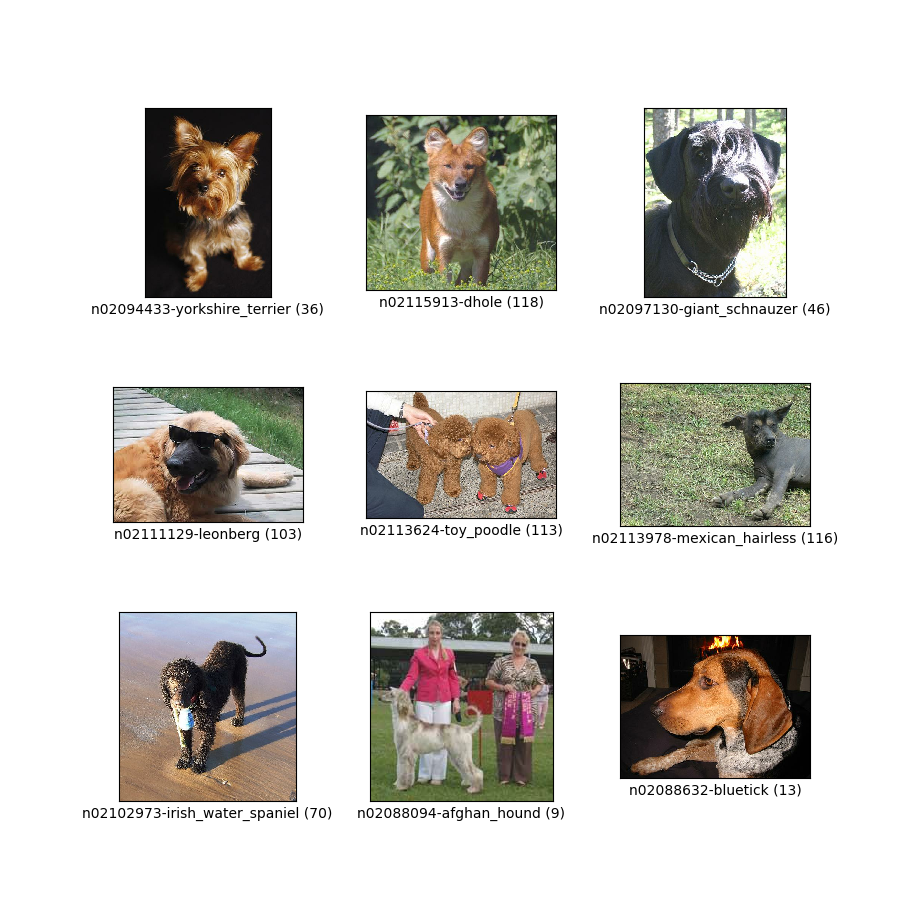 n02094433-yorkshire_terrier (36)
n02115913-dhole (118)
n02097130-giant_schnauzer (46)
n02111129-leonberg (103)
n02113624-toy_poodle (113)
n02113978-mexican_hairless (116)
n02102973-irish_water_spaniel (70)
n02088094-afghan_hound (9)
n02088632-bluetick (13)